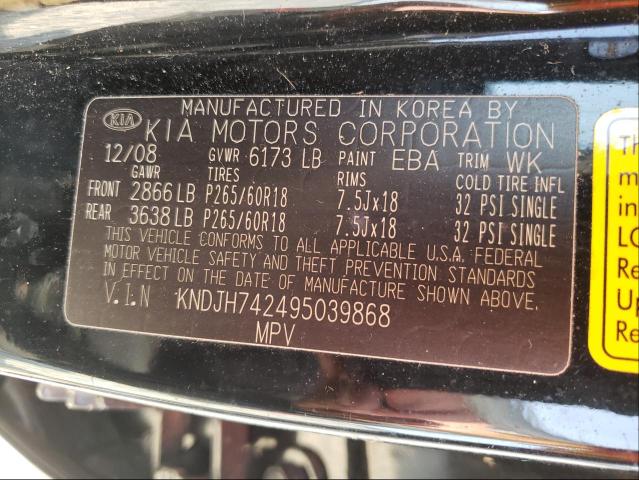 MANUFACTURED IN KOREA BY
KIA KIA MOTORS CORPORATION
12/08 GVWR 6173 LB PAINT EBA TRIM WK
GAWR TIRES RIMS COLD TIRE INFL
FRONT 2866 LB P265/60R18 7.5Jx18 32 PSI SINGLE
REAR 3638 LB P265/60R18 7.5Jx18 32 PSI SINGLE
THIS VEHICLE CONFORMS TO ALL APPLICABLE U.S.A. FEDERAL
MOTOR VEHICLE SAFETY AND THEFT PREVENTION STANDARDS
IN EFFECT ON THE DATE OF MANUFACTURE SHOWN ABOVE.
V.I.N KNDJH742495039868
MPV